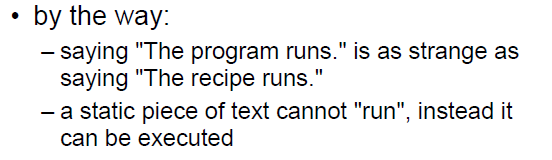 • by the way:
– saying "The program runs." is as strange as
saying "The recipe runs."
– a static piece of text cannot "run", instead it
can be executed